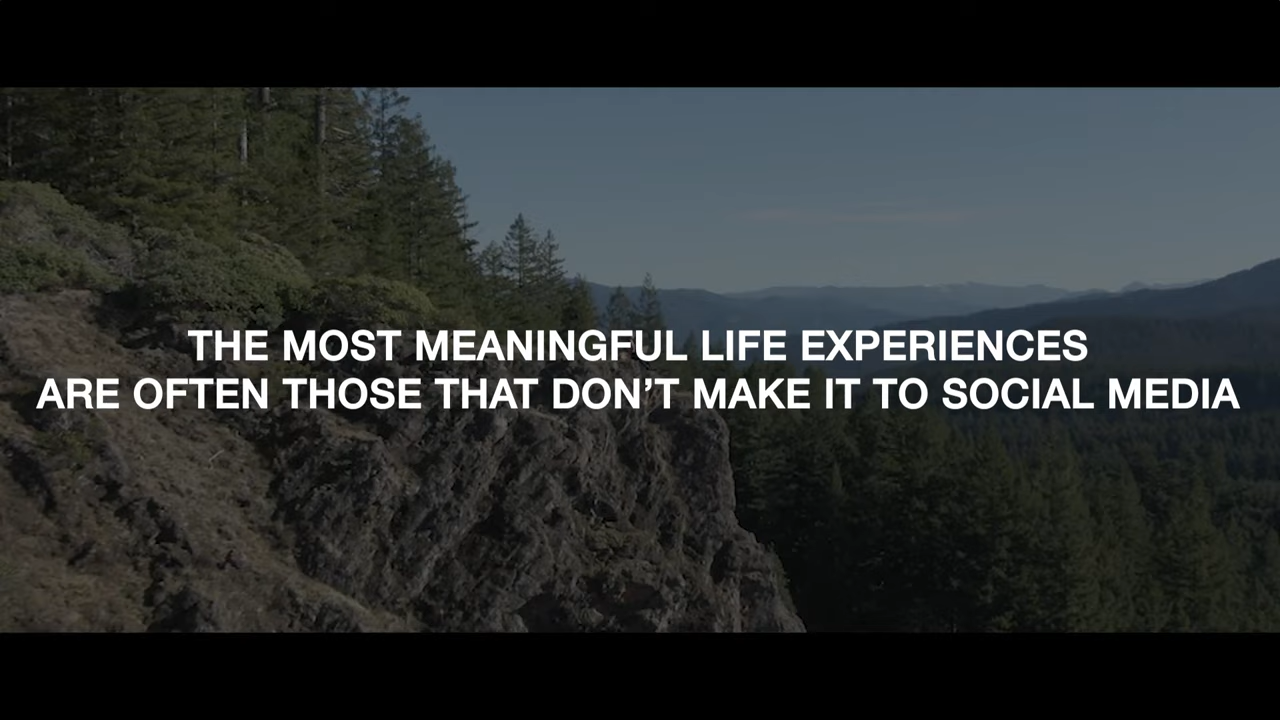 THE MOST MEANINGFUL LIFE EXPERIENCES
ARE OFTEN THOSE THAT DON’T MAKE IT TO SOCIAL MEDIA